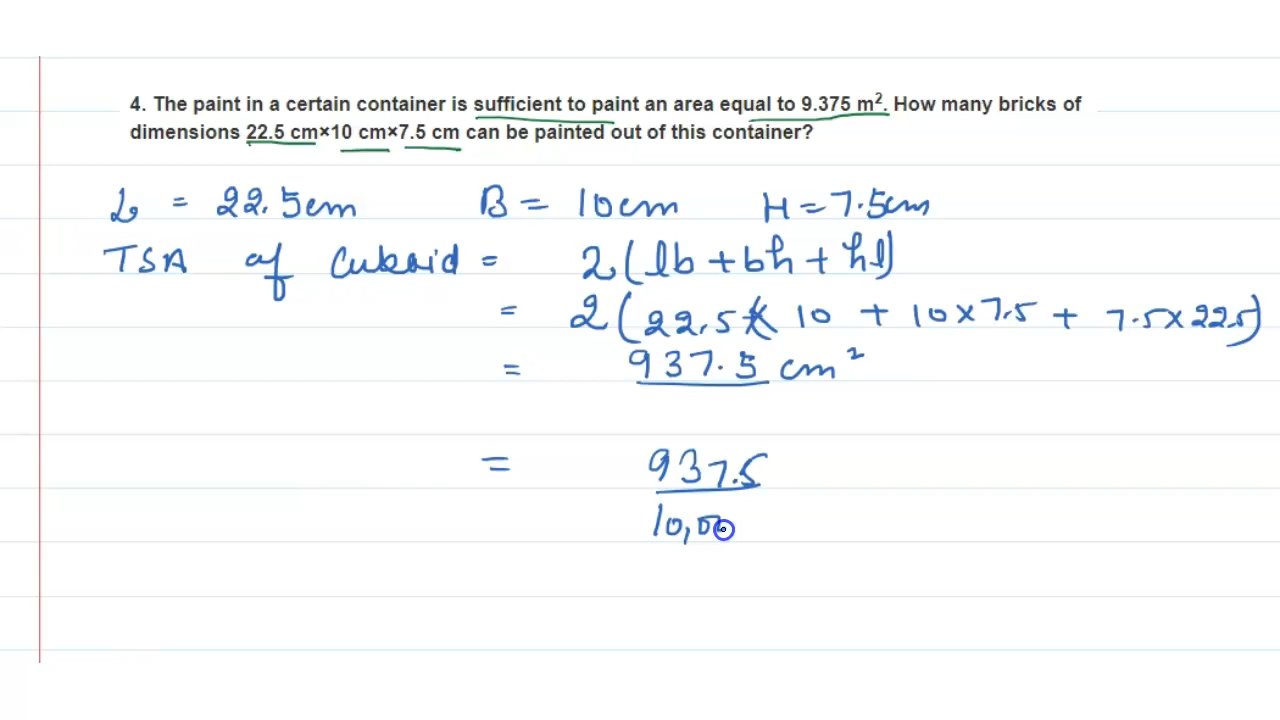 4. The paint in a certain container is sufficient to paint an area equal to 9.375 m². How many bricks of
dimensions 22.5 cm×10 cm×7.5 cm can be painted out of this container?
L = 22.5cm B = 10cm H = 7.5cm
TSA of Cuboid = 2(lb + bh + hl)
= 2(22.5 × 10 + 10 × 7.5 + 7.5 × 22.5)
= 937.5 cm²
= 937.5
10,00